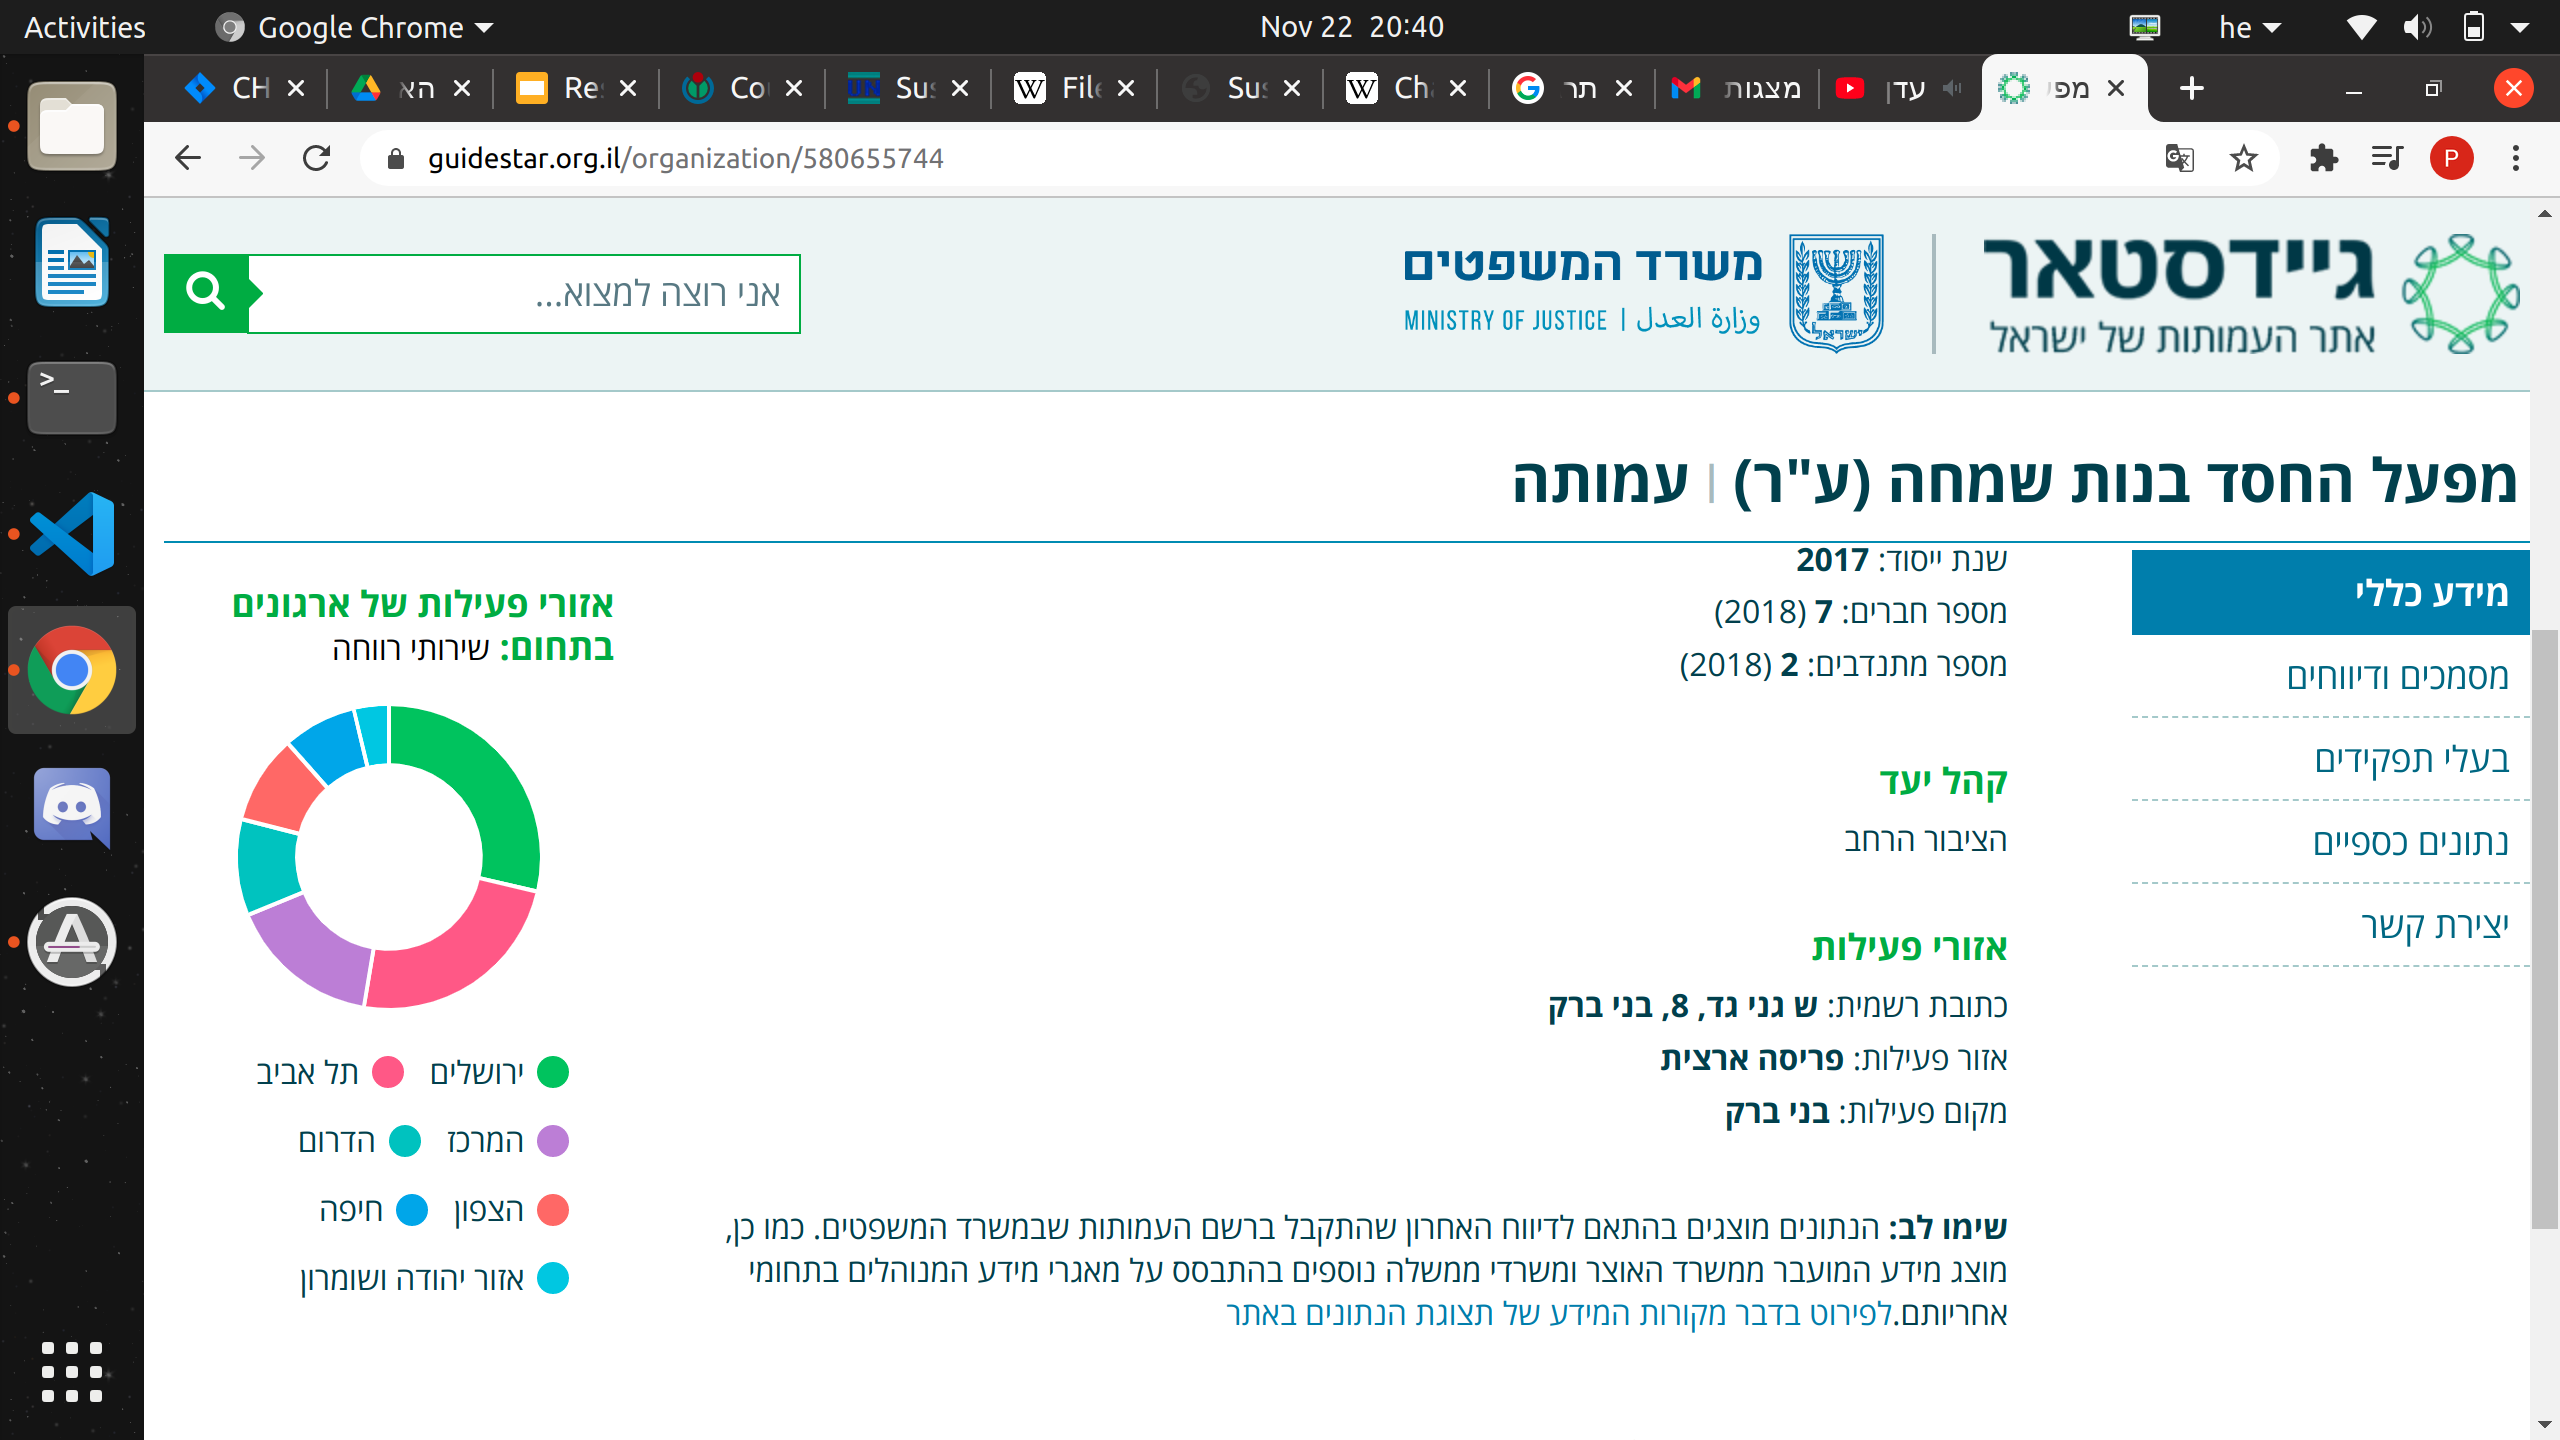 Activities
Google Chrome
Nov 22 20:40
he
CH
הא
Re
Co
Sus
File
Sus
Cha
תר
מצגות
עדן
מפ
guidestar.org.il/organization/580655744
P
אני רוצה למצוא...
משרד המשפטים
MINISTRY OF JUSTICE | وزارة العدل
ישראל
גיידסטאר
אתר העמותות של ישראל
מפעל החסד בנות שמחה (ע"ר) | עמותה
מידע כללי
מסמכים ודיווחים
בעלי תפקידים
נתונים כספיים
יצירת קשר
שנת ייסוד: 2017
מספר חברים: 7 (2018)
מספר מתנדבים: 2 (2018)
קהל יעד
הציבור הרחב
אזורי פעילות
כתובת רשמית: ש גני גד, 8, בני ברק
אזור פעילות: פריסה ארצית
מקום פעילות: בני ברק
שימו לב: הנתונים מוצגים בהתאם לדיווח האחרון שהתקבל ברשם העמותות שבמשרד המשפטים. כמו כן,
מוצג מידע המועבר ממשרד האוצר ומשרדי ממשלה נוספים בהתבסס על מאגרי מידע המנוהלים בתחומי
אחריותם.לפירוט בדבר מקורות המידע של תצוגת הנתונים באתר
אזורי פעילות של ארגונים
בתחום: שירותי רווחה
ירושלים
תל אביב
המרכז
הדרום
הצפון
חיפה
אזור יהודה ושומרון